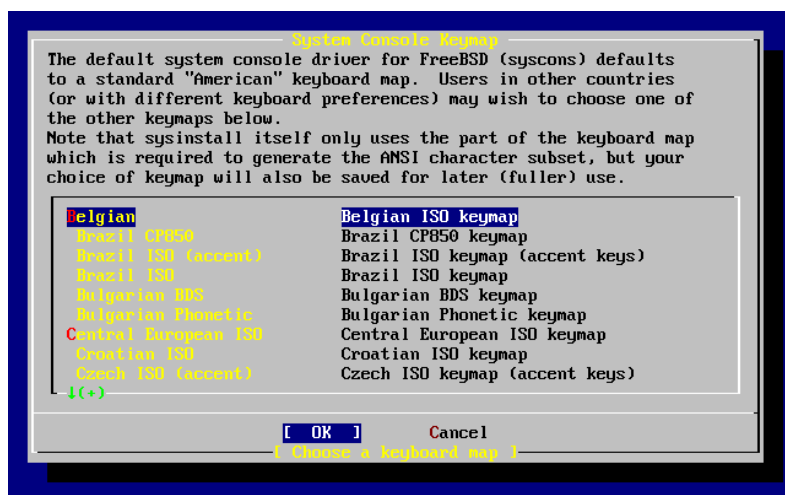 System Console Keymap
The default system console driver for FreeBSD (syscons) defaults
to a standard "American" keyboard map. Users in other countries
(or with different keyboard preferences) may wish to choose one of
the other keymaps below.
Note that sysinstall itself only uses the part of the keyboard map
which is required to generate the ANSI character subset, but your
choice of keymap will also be saved for later (fuller) use.
Belgian Belgian ISO keymap
Brazil CP850 Brazil CP850 keymap
Brazil ISO (accent) Brazil ISO keymap (accent keys)
Brazil ISO Brazil ISO keymap
Bulgarian BDS Bulgarian BDS keymap
Bulgarian Phonetic Bulgarian Phonetic keymap
Central European ISO Central European ISO keymap
Croatian ISO Croatian ISO keymap
Czech ISO (accent) Czech ISO keymap (accent keys)
↓(+)
[ OK ] Cancel
[ Choose a keyboard map ]